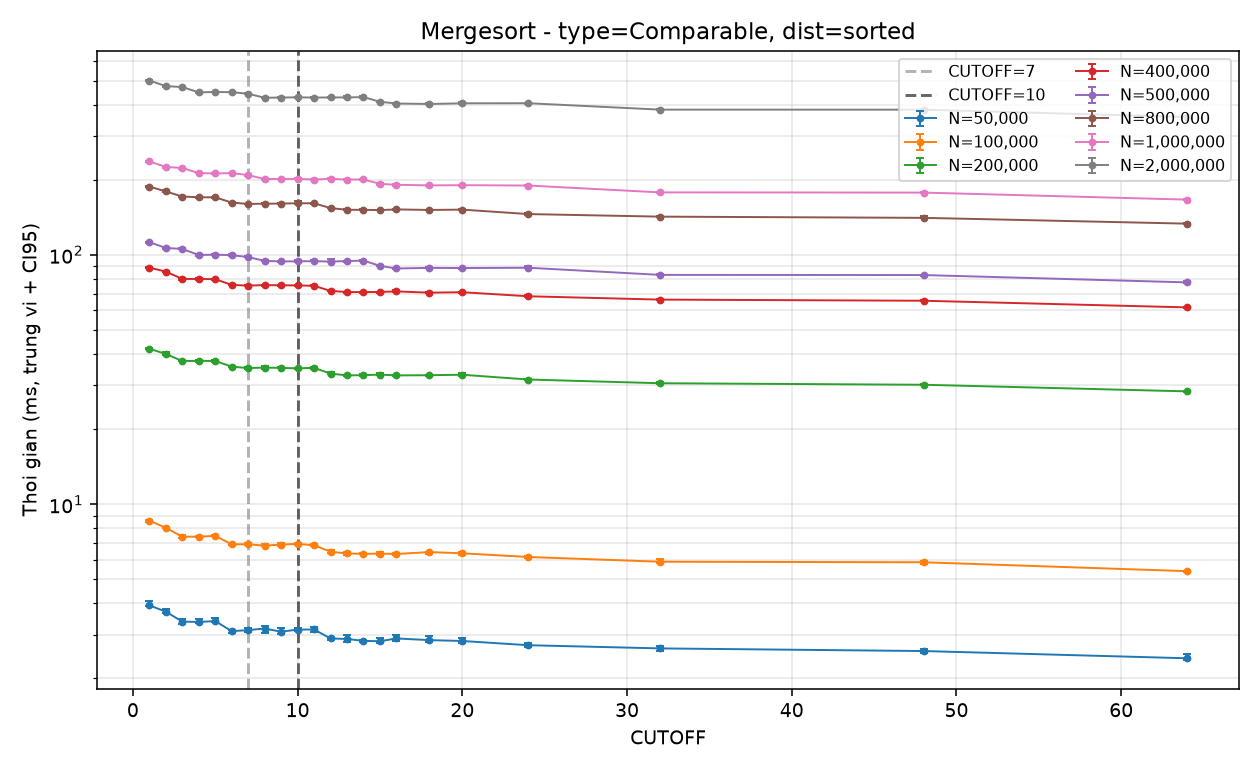 Mergesort - type=Comparable, dist=sorted
Thoi gian (ms, trung vi + CI95)
10²
10¹
CUTOFF=7
CUTOFF=10
N=50,000
N=100,000
N=200,000
N=400,000
N=500,000
N=800,000
N=1,000,000
N=2,000,000
0 10 20 30 40 50 60
CUTOFF